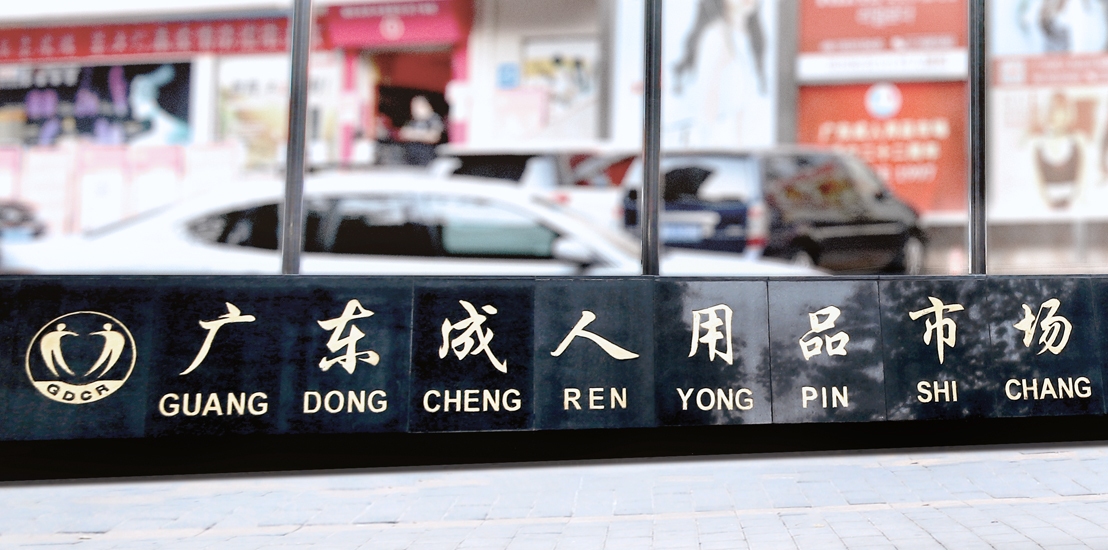 广东成人用品市场
GUANG DONG CHENG REN YONG PIN SHI CHANG
GDCR